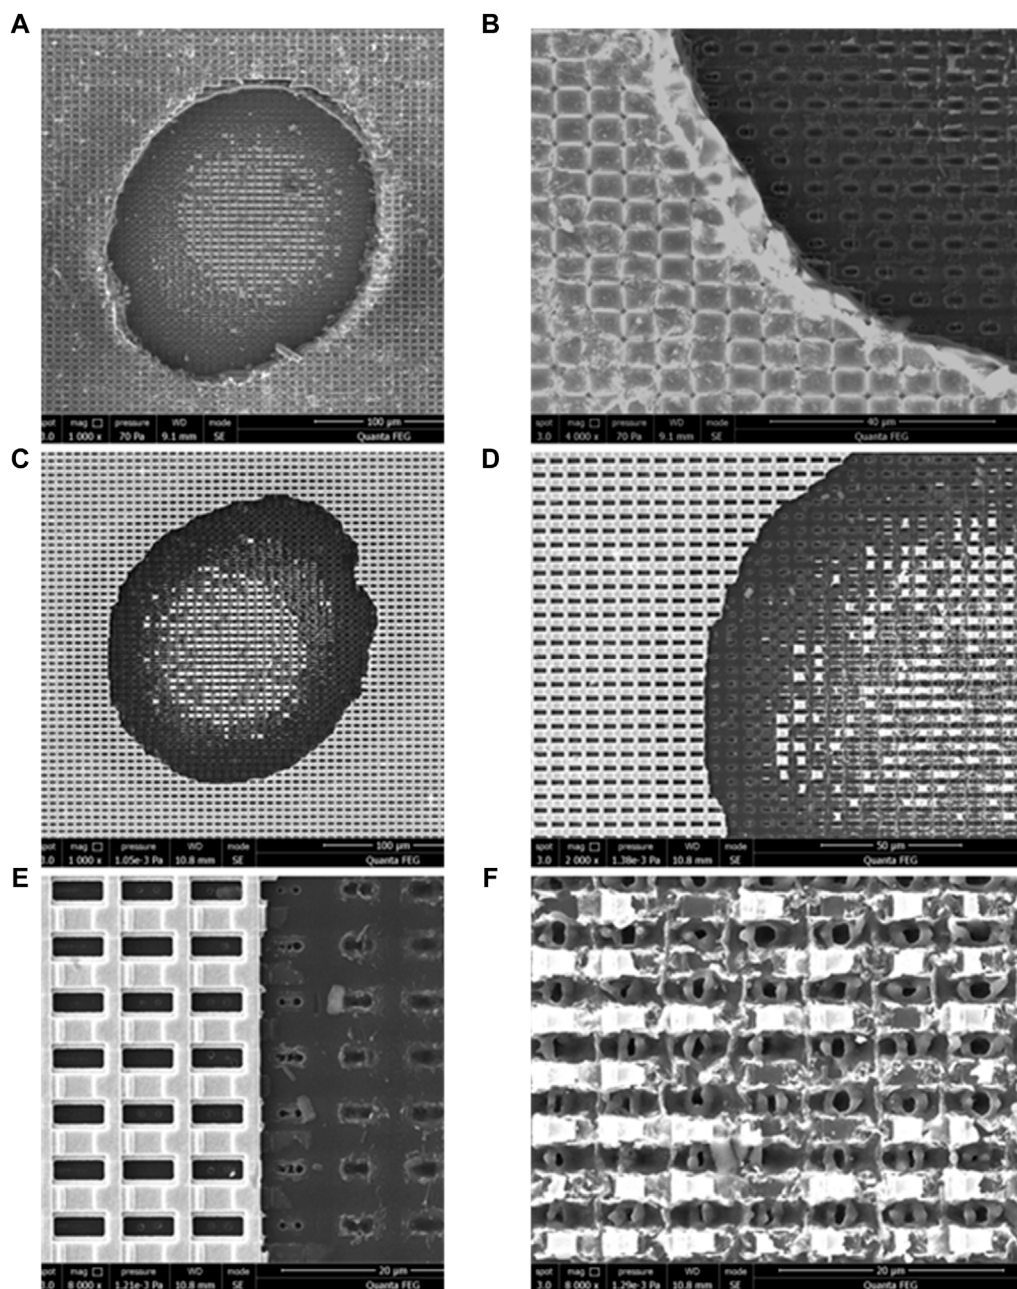 A
B
spot mag pressure WD mode 100 µm
3.0 1 000 x 70 Pa 9.1 mm SE Quanta FEG
spot mag pressure WD mode 40 µm
3.0 4 000 x 70 Pa 9.1 mm SE Quanta FEG
C
D
spot mag pressure WD mode 100 µm
3.0 1 000 x 1.05e-3 Pa 10.8 mm SE Quanta FEG
spot mag pressure WD mode 50 µm
3.0 2 000 x 1.38e-3 Pa 10.8 mm SE Quanta FEG
E
F
spot mag pressure WD mode 20 µm
3.0 8 000 x 1.21e-3 Pa 10.8 mm SE Quanta FEG
spot mag pressure WD mode 20 µm
3.0 8 000 x 1.29e-3 Pa 10.8 mm SE Quanta FEG